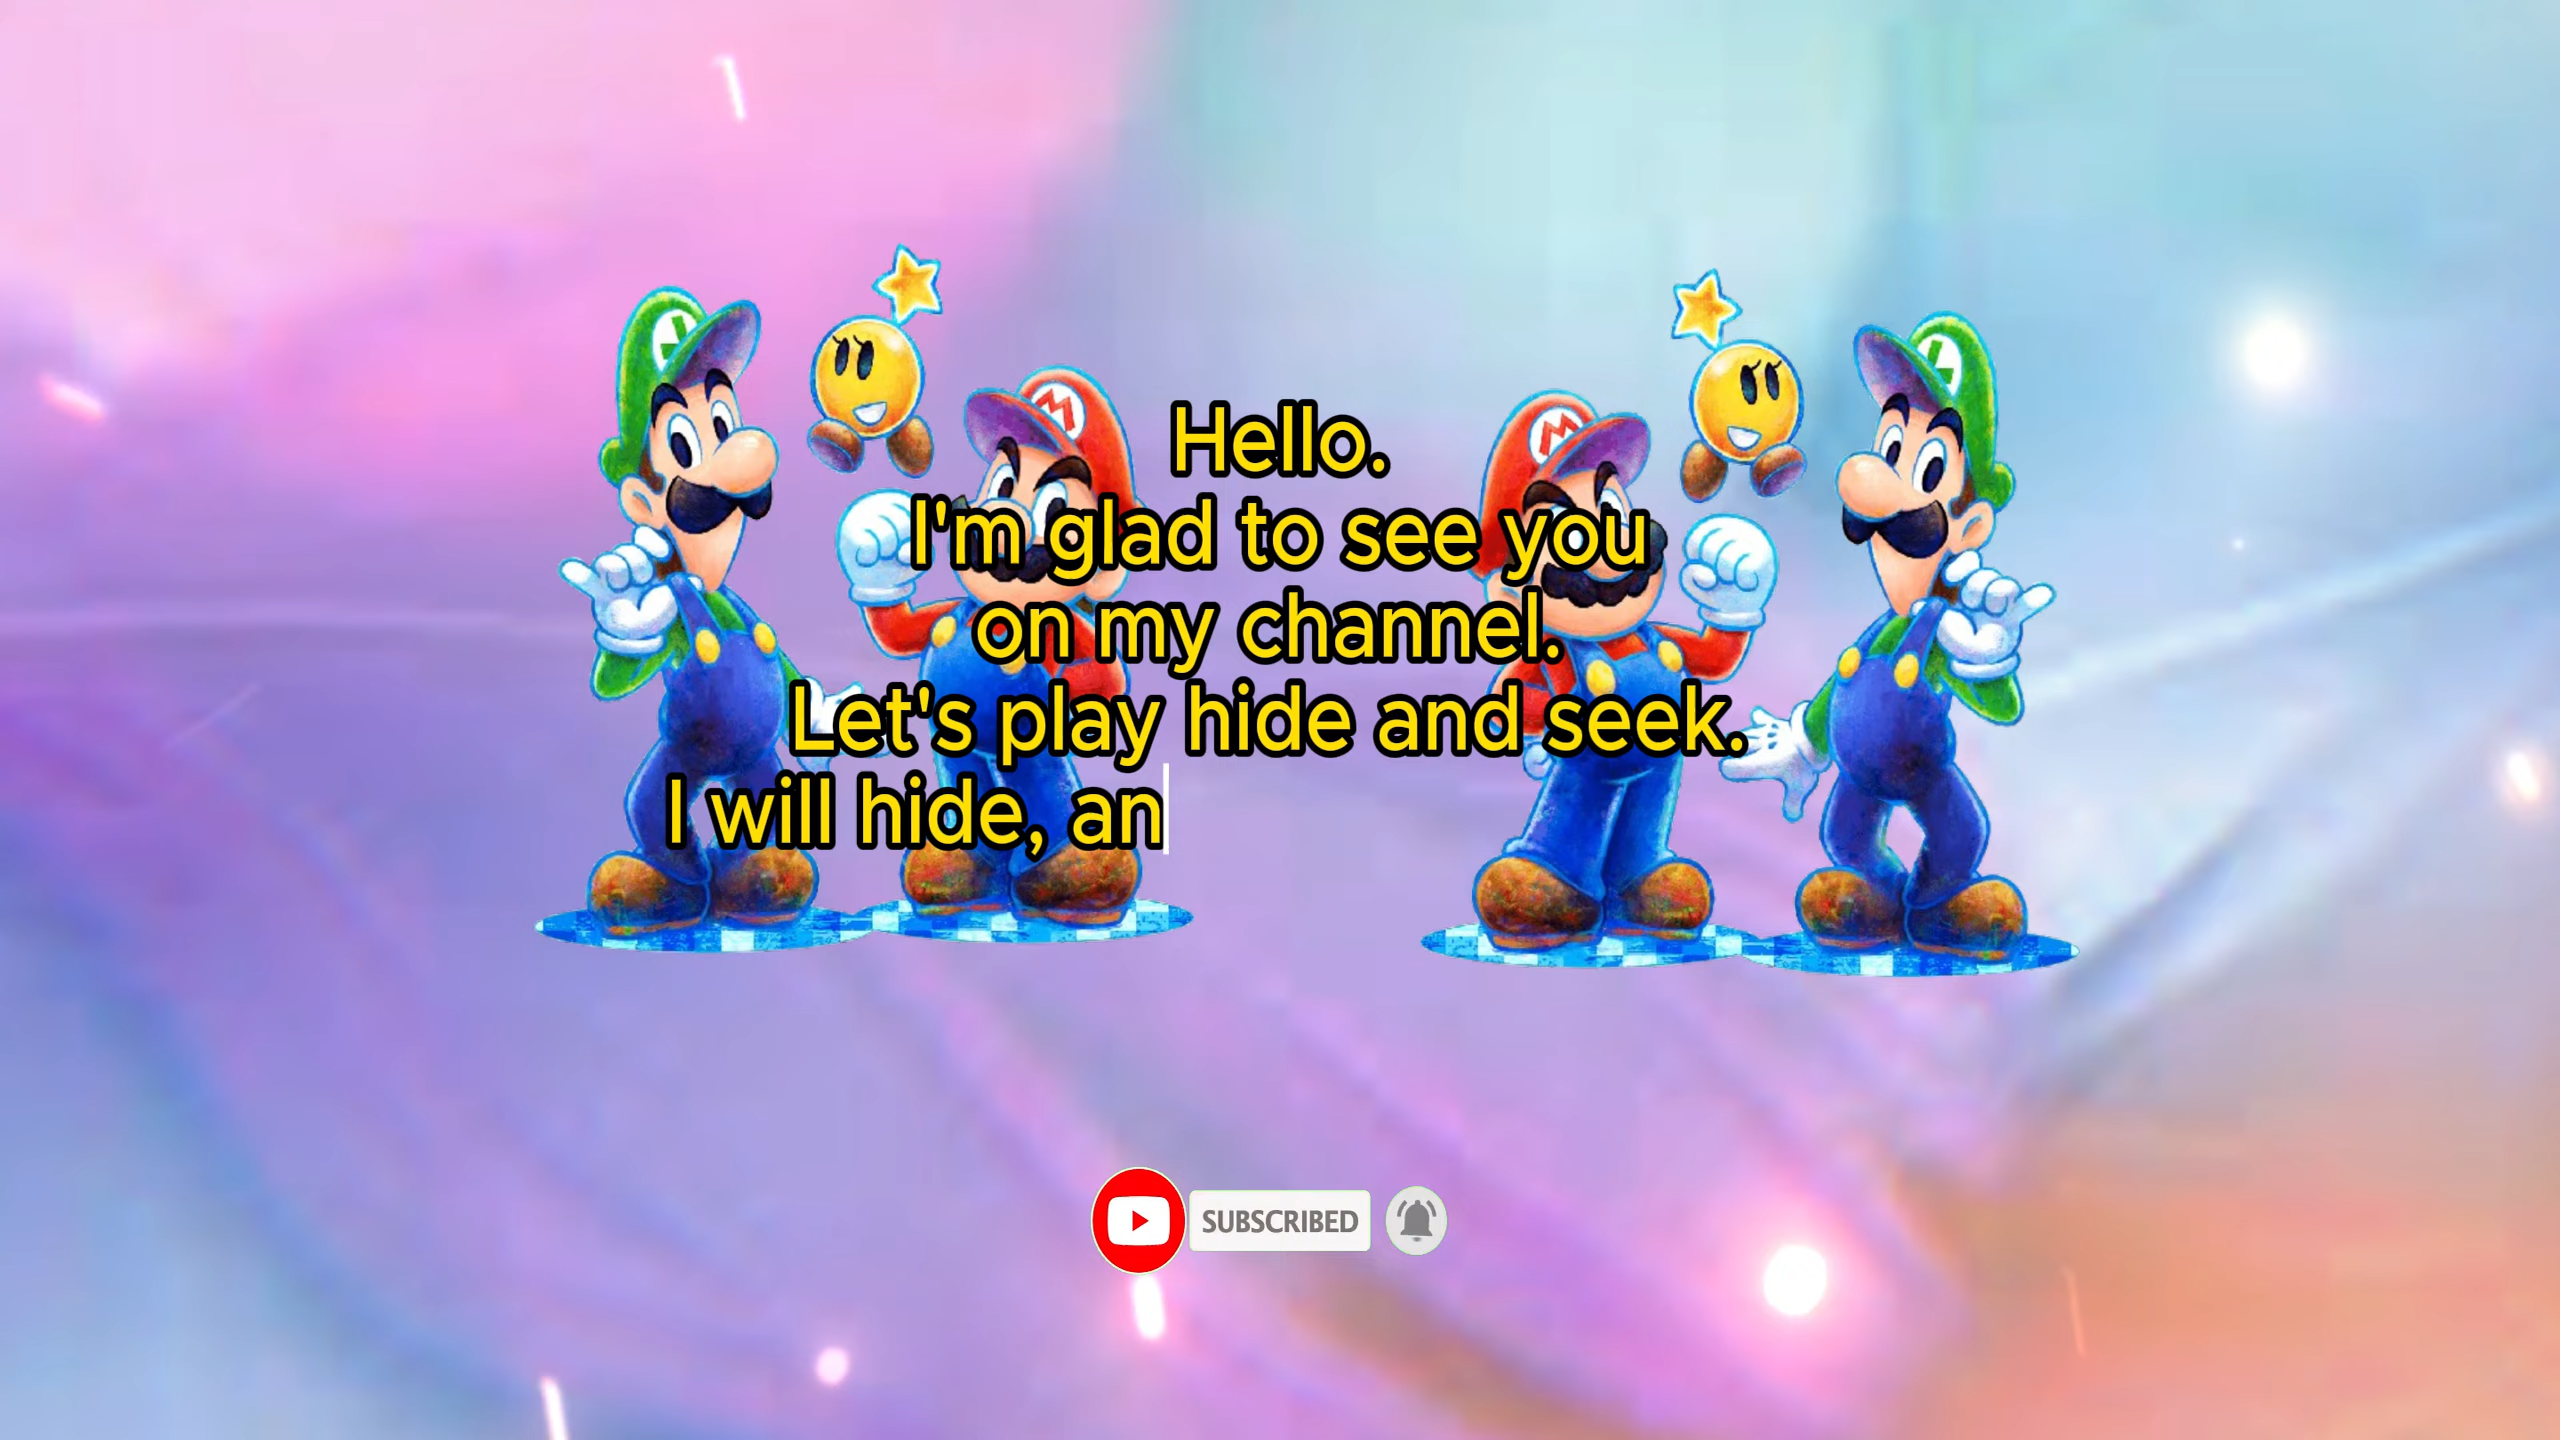 Hello.
I'm glad to see you
on my channel.
Let's play hide and seek.
I will hide, an
SUBSCRIBED